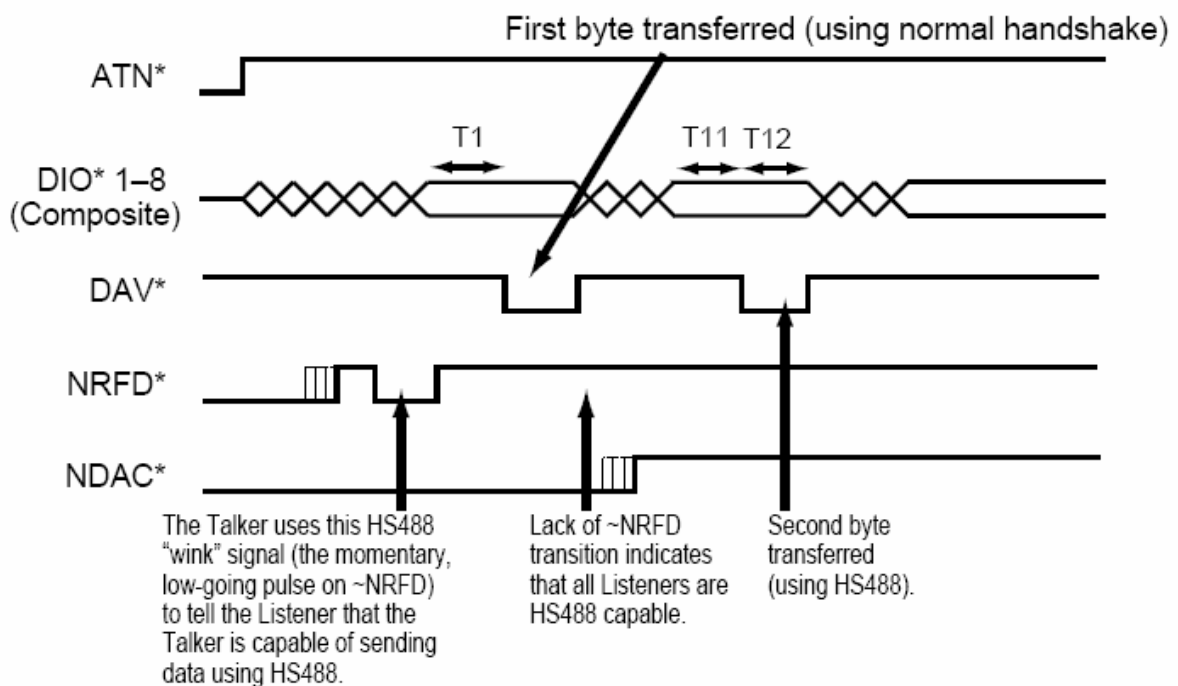 First byte transferred (using normal handshake)
ATN*
T1
T11
T12
DIO* 1–8
(Composite)
DAV*
NRFD*
NDAC*
The Talker uses this HS488
“wink” signal (the momentary,
low-going pulse on ~NRFD)
to tell the Listener that the
Talker is capable of sending
data using HS488.
Lack of ~NRFD
transition indicates
that all Listeners are
HS488 capable.
Second byte
transferred
(using HS488).